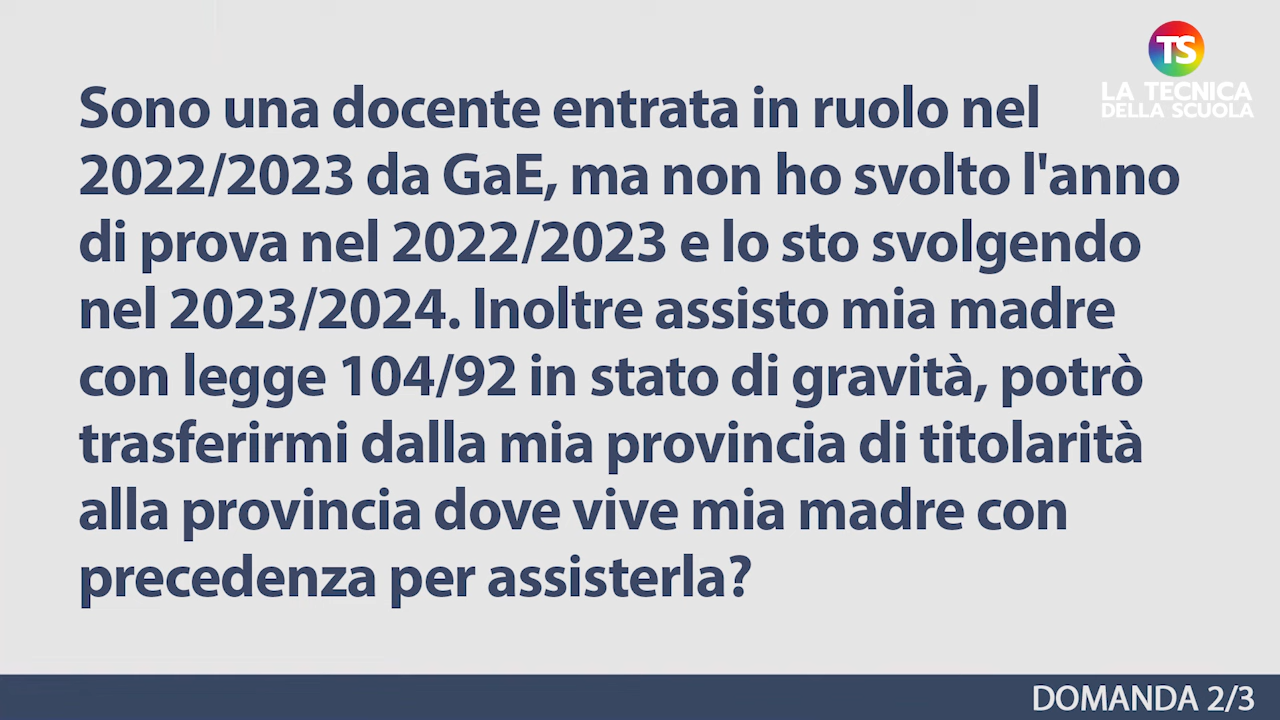 TS
LA TECNICA
DELLA SCUOLA
Sono una docente entrata in ruolo nel
2022/2023 da GaE, ma non ho svolto l'anno
di prova nel 2022/2023 e lo sto svolgendo
nel 2023/2024. Inoltre assisto mia madre
con legge 104/92 in stato di gravità, potrò
trasferirmi dalla mia provincia di titolarità
alla provincia dove vive mia madre con
precedenza per assisterla?
DOMANDA 2/3